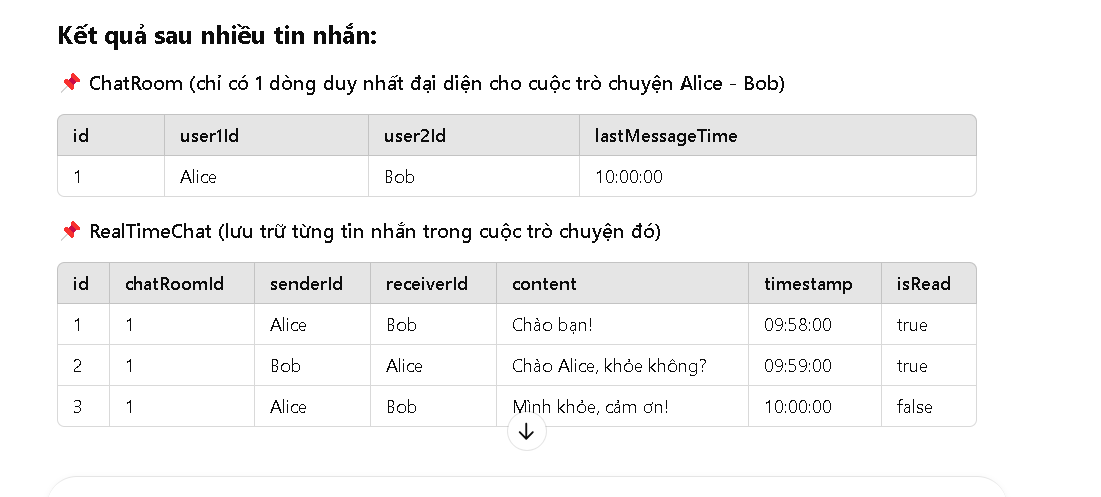 Kết quả sau nhiều tin nhắn:
📌 ChatRoom (chỉ có 1 dòng duy nhất đại diện cho cuộc trò chuyện Alice - Bob)
id user1Id user2Id lastMessageTime
1 Alice Bob 10:00:00
📌 RealTimeChat (lưu trữ từng tin nhắn trong cuộc trò chuyện đó)
id chatRoomId senderId receiverId content timestamp isRead
1 1 Alice Bob Chào bạn! 09:58:00 true
2 1 Bob Alice Chào Alice, khỏe không? 09:59:00 true
3 1 Alice Bob Mình khỏe, cảm ơn! 10:00:00 false